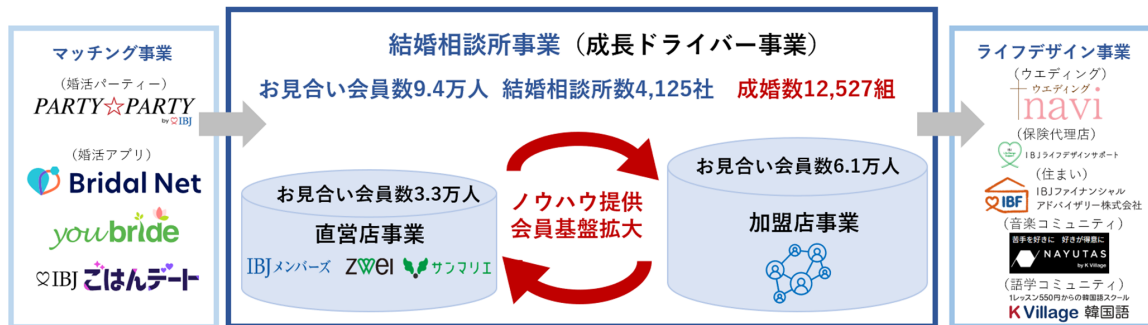 マッチング事業
(婚活パーティー)
PARTY☆PARTY
by IBJ
(婚活アプリ)
Bridal Net
youbride
IBJ ごはんデート
結婚相談所事業（成長ドライバー事業）
お見合い会員数9.4万人 結婚相談所数4,125社 成婚数12,527組
お見合い会員数3.3万人
直営店事業
IBJメンバーズ ZWEI サンマリエ
ノウハウ提供
会員基盤拡大
お見合い会員数6.1万人
加盟店事業
ライフデザイン事業
(ウエディング)
ウエディング
navi
(保険代理店)
IBJライフデザインサポート
(住まい)
IBF
IBJファイナンシャル
アドバイザリー株式会社
(音楽コミュニティ)
苦手を好きに 好きが得意に
NAYUTAS
by K Village
(語学コミュニティ)
1レッスン550円からの韓国語スクール
K Village 韓国語